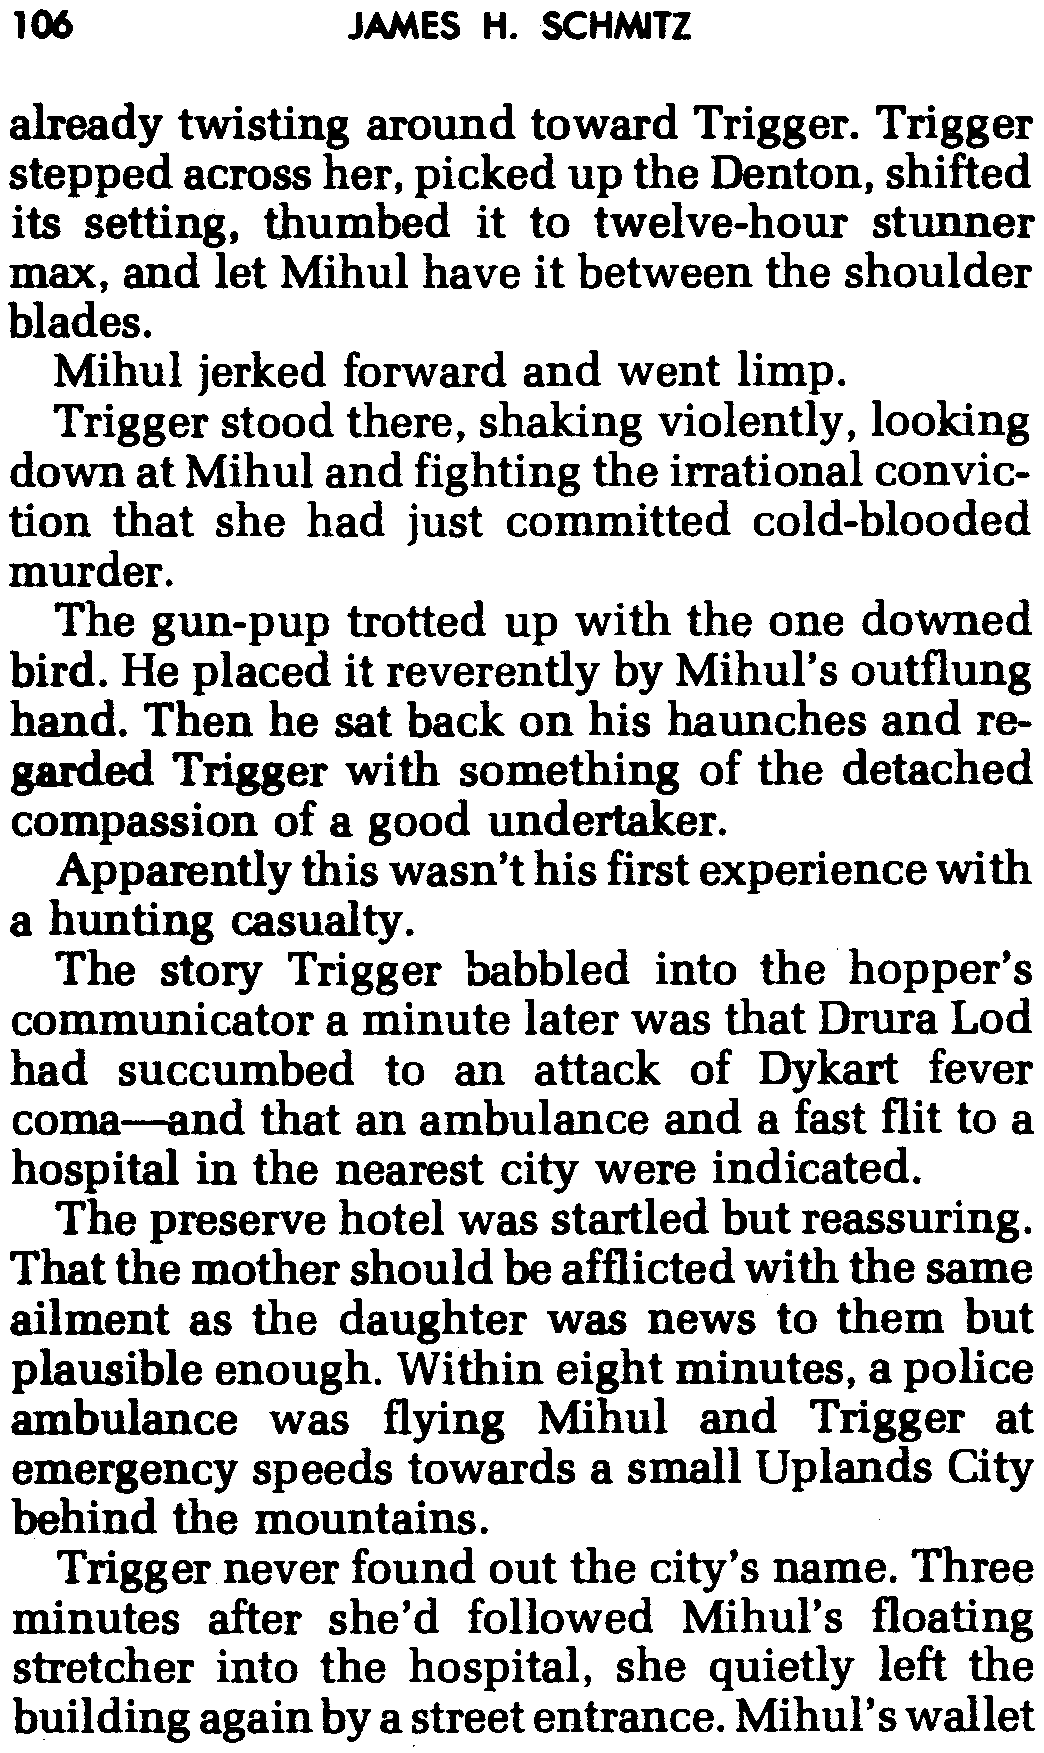 106 JAMES H. SCHMITZ
already twisting around toward Trigger. Trigger
stepped across her, picked up the Denton, shifted
its setting, thumbed it to twelve-hour stunner
max, and let Mihul have it between the shoulder
blades.
Mihul jerked forward and went limp.
Trigger stood there, shaking violently, looking
down at Mihul and fighting the irrational convic-
tion that she had just committed cold-blooded
murder.
The gun-pup trotted up with the one downed
bird. He placed it reverently by Mihul's outflung
hand. Then he sat back on his haunches and re-
garded Trigger with something of the detached
compassion of a good undertaker.
Apparently this wasn't his first experience with
a hunting casualty.
The story Trigger babbled into the hopper's
communicator a minute later was that Drura Lod
had succumbed to an attack of Dykart fever
coma—and that an ambulance and a fast flit to a
hospital in the nearest city were indicated.
The preserve hotel was startled but reassuring.
That the mother should be afflicted with the same
ailment as the daughter was news to them but
plausible enough. Within eight minutes, a police
ambulance was flying Mihul and Trigger at
emergency speeds towards a small Uplands City
behind the mountains.
Trigger never found out the city's name. Three
minutes after she'd followed Mihul's floating
stretcher into the hospital, she quietly left the
building again by a street entrance. Mihul's wallet